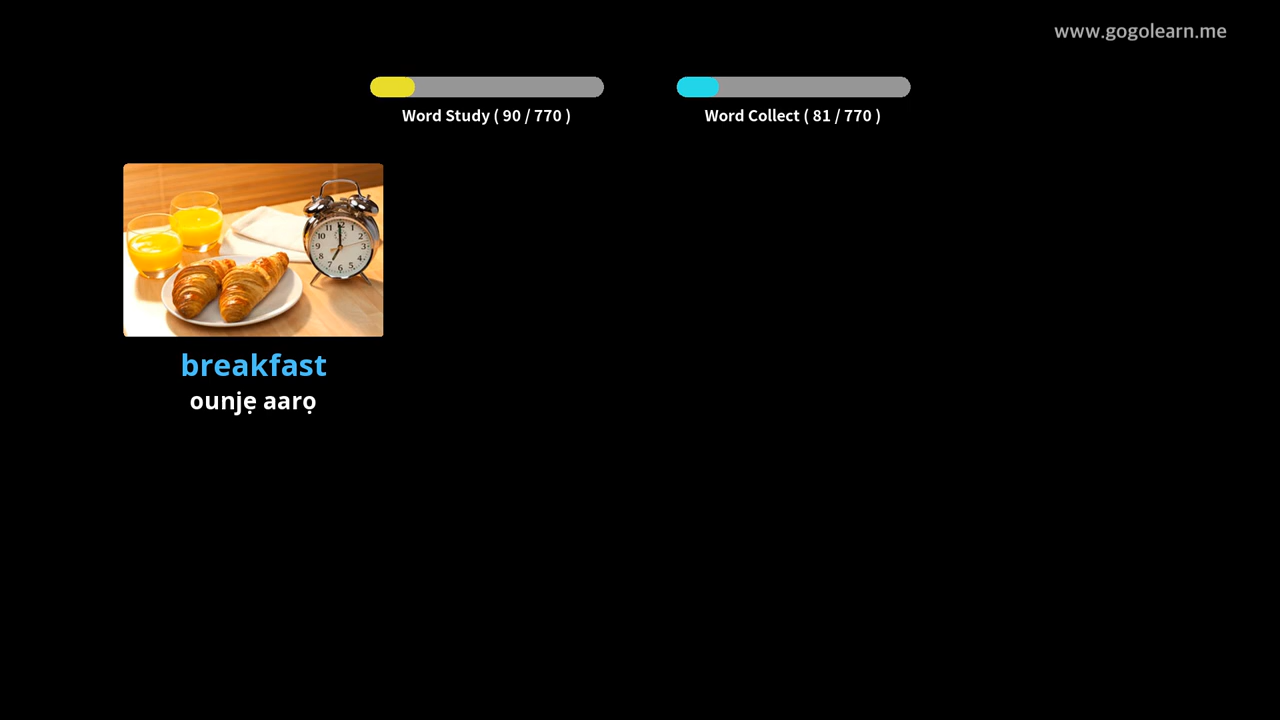 www.gogolearn.me
Word Study ( 90 / 770 )
Word Collect ( 81 / 770 )
breakfast
ounjẹ aarọ